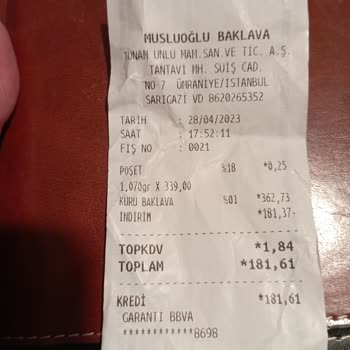 MUSLUOĞLU BAKLAVA
TUNAM UNLU MAM.SAN.VE TİC. A.Ş.
TANTAVİ MH. SUİŞ CAD.
NO 7 ÜMRANİYE/İSTANBUL
SARIGAZİ VD 8620265352
TARİH : 28/04/2023
SAAT : 17:52:11
FİŞ NO : 0021
POŞET %18 *0,25
1,070gr X 339,00
KURU BAKLAVA %01 *362,73
İNDİRİM *181,37-
TOPKDV *1,84
TOPLAM *181,61
KREDİ *181,61
GARANTI BBVA
************8698